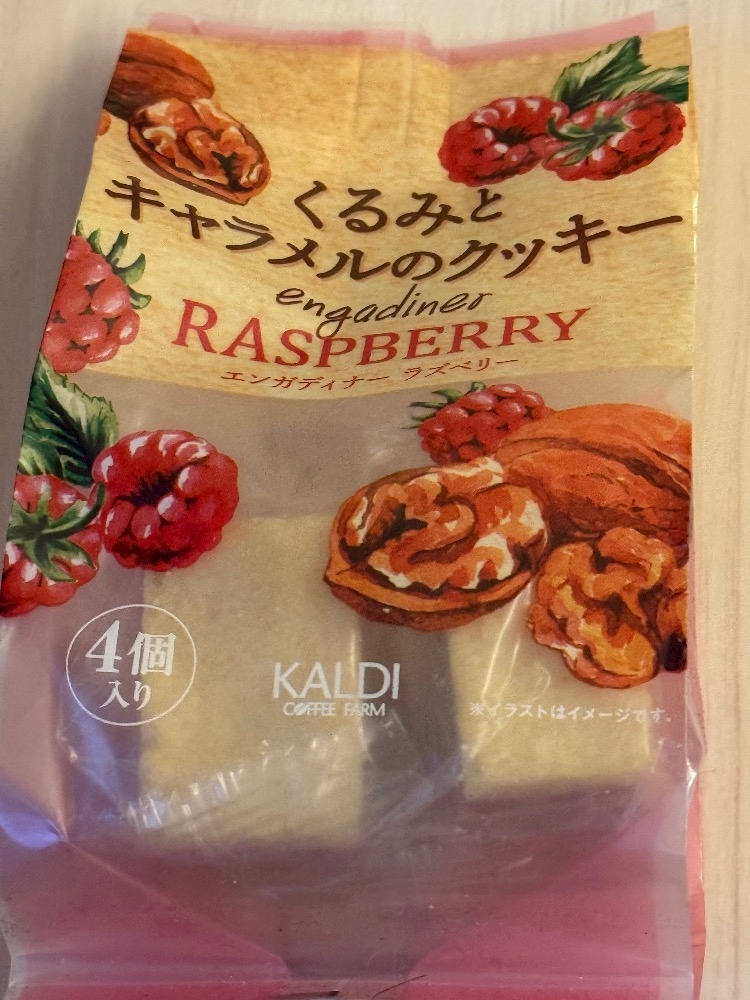 くるみと
キャラメルのクッキー
engadiner
RASPBERRY
エンガディナー ラズベリー
4個
入り
KALDI
COFFEE FARM
※イラストはイメージです。